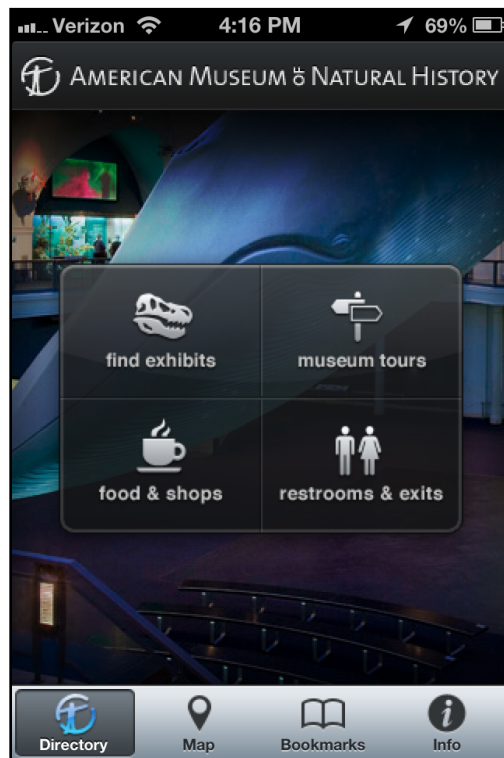 Verizon 4:16 PM 69%
AMERICAN MUSEUM OF NATURAL HISTORY
find exhibits museum tours
food & shops restrooms & exits
Directory Map Bookmarks Info